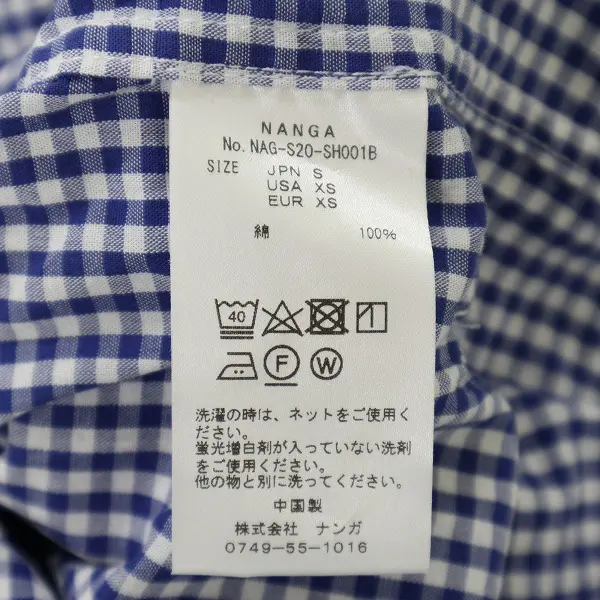 NANGA
No. NAG-S20-SH001B
SIZE JPN S
USA XS
EUR XS
綿 100%
40
F W
洗濯の時は、ネットをご使用く
ださい。
蛍光増白剤が入っていない洗剤
をご使用ください。
他の物と別に洗ってください。
中国製
株式会社 ナンガ
0749-55-1016